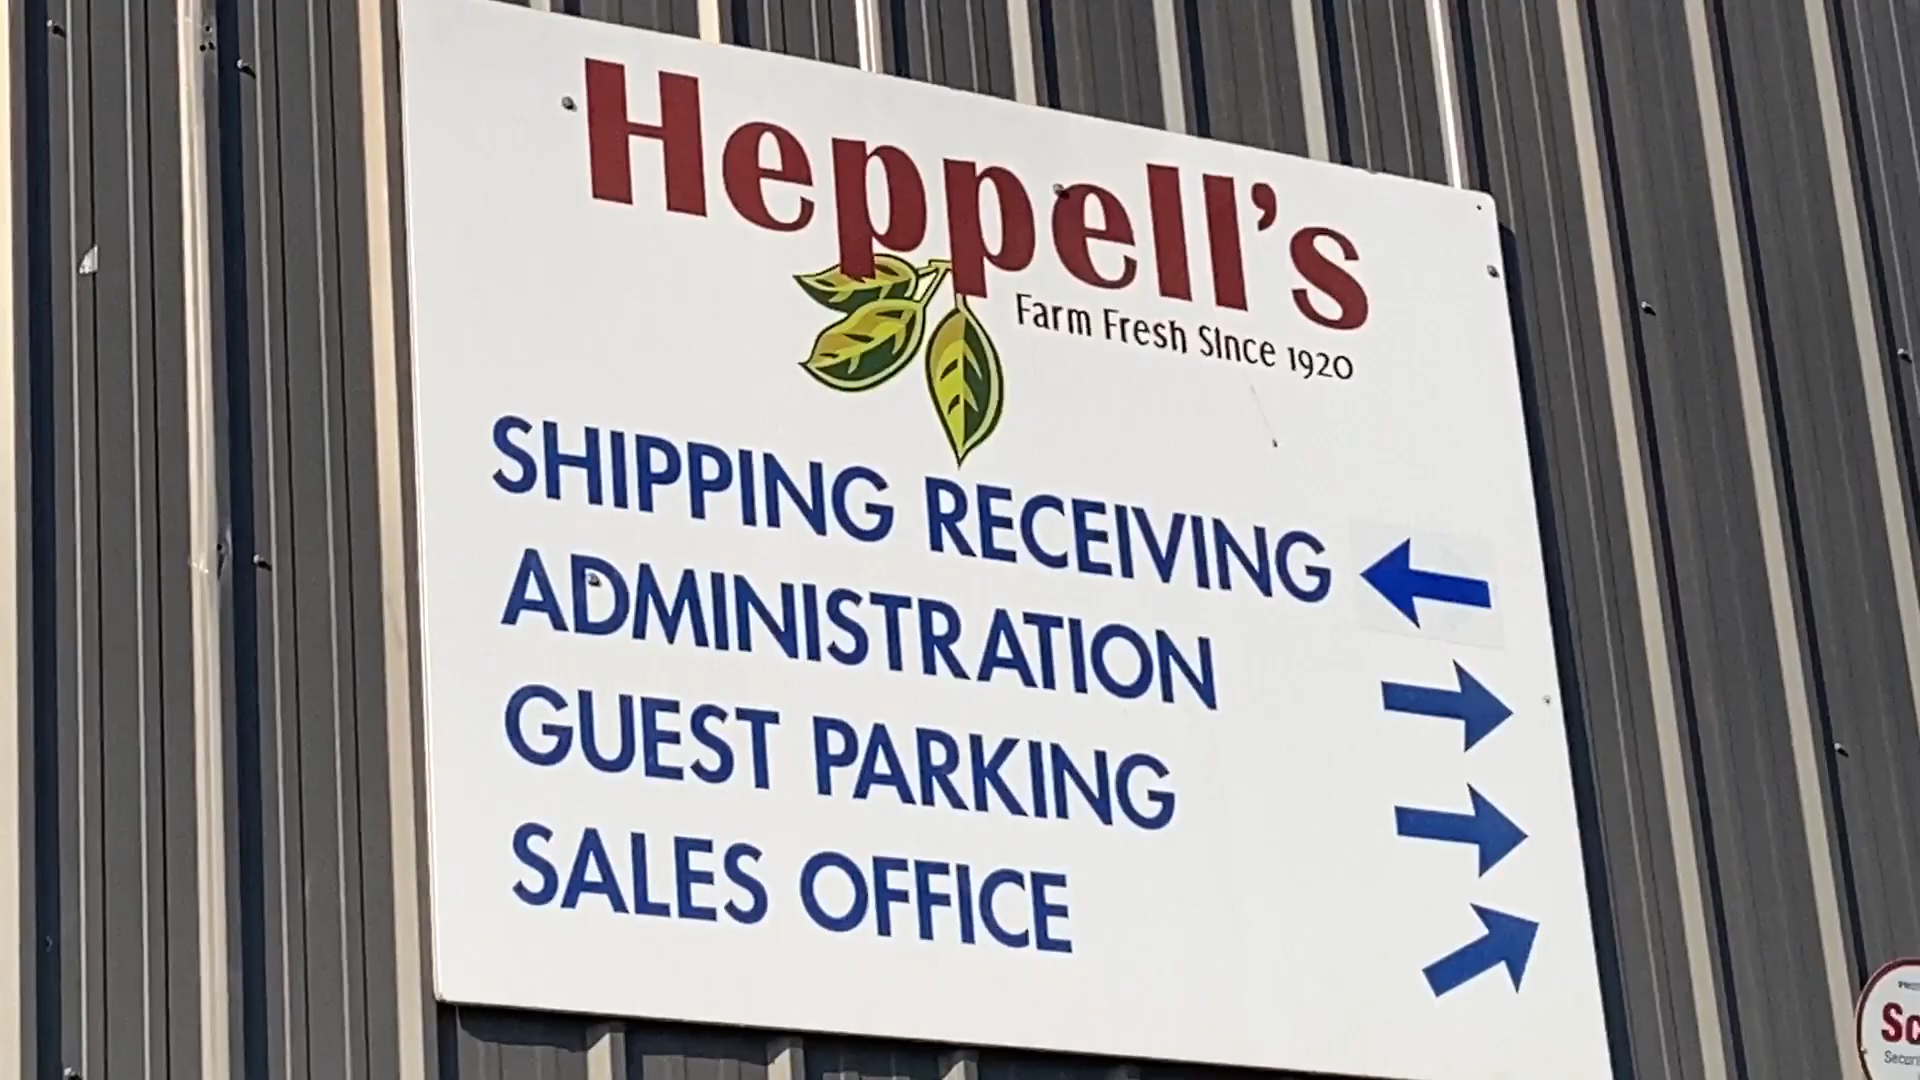 Heppell's
Farm Fresh SInce 1920
SHIPPING RECEIVING
ADMINISTRATION
GUEST PARKING
SALES OFFICE